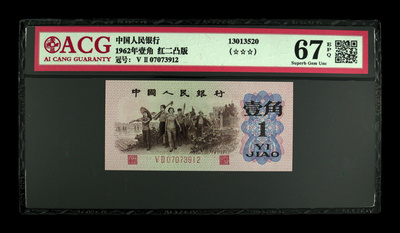 ACG
AI CANG GUARANTY
中国人民银行
1962年壹角 红二凸版
冠号: V Ⅱ 07073912
13013520
(☆☆☆)
67 EPQ
Superb Gem Unc
中国人民银行
壹角
1
YI
JIAO
V Ⅱ 07073912